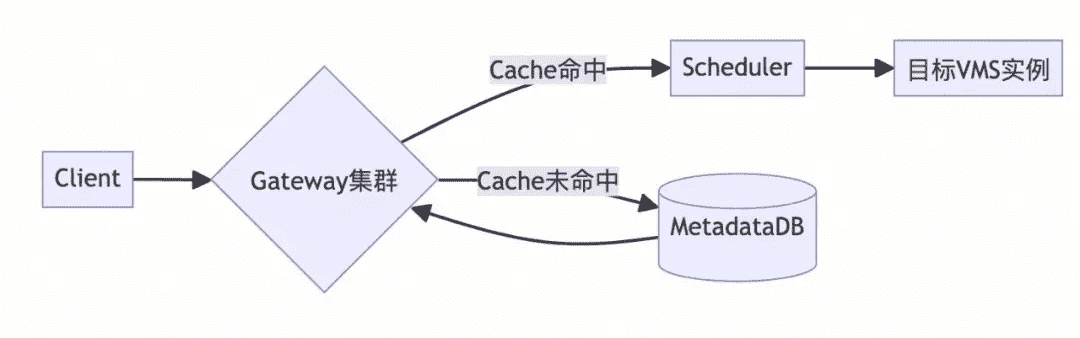 Client
Gateway集群
Cache命中
Scheduler
目标VMS实例
Cache未命中
MetadataDB